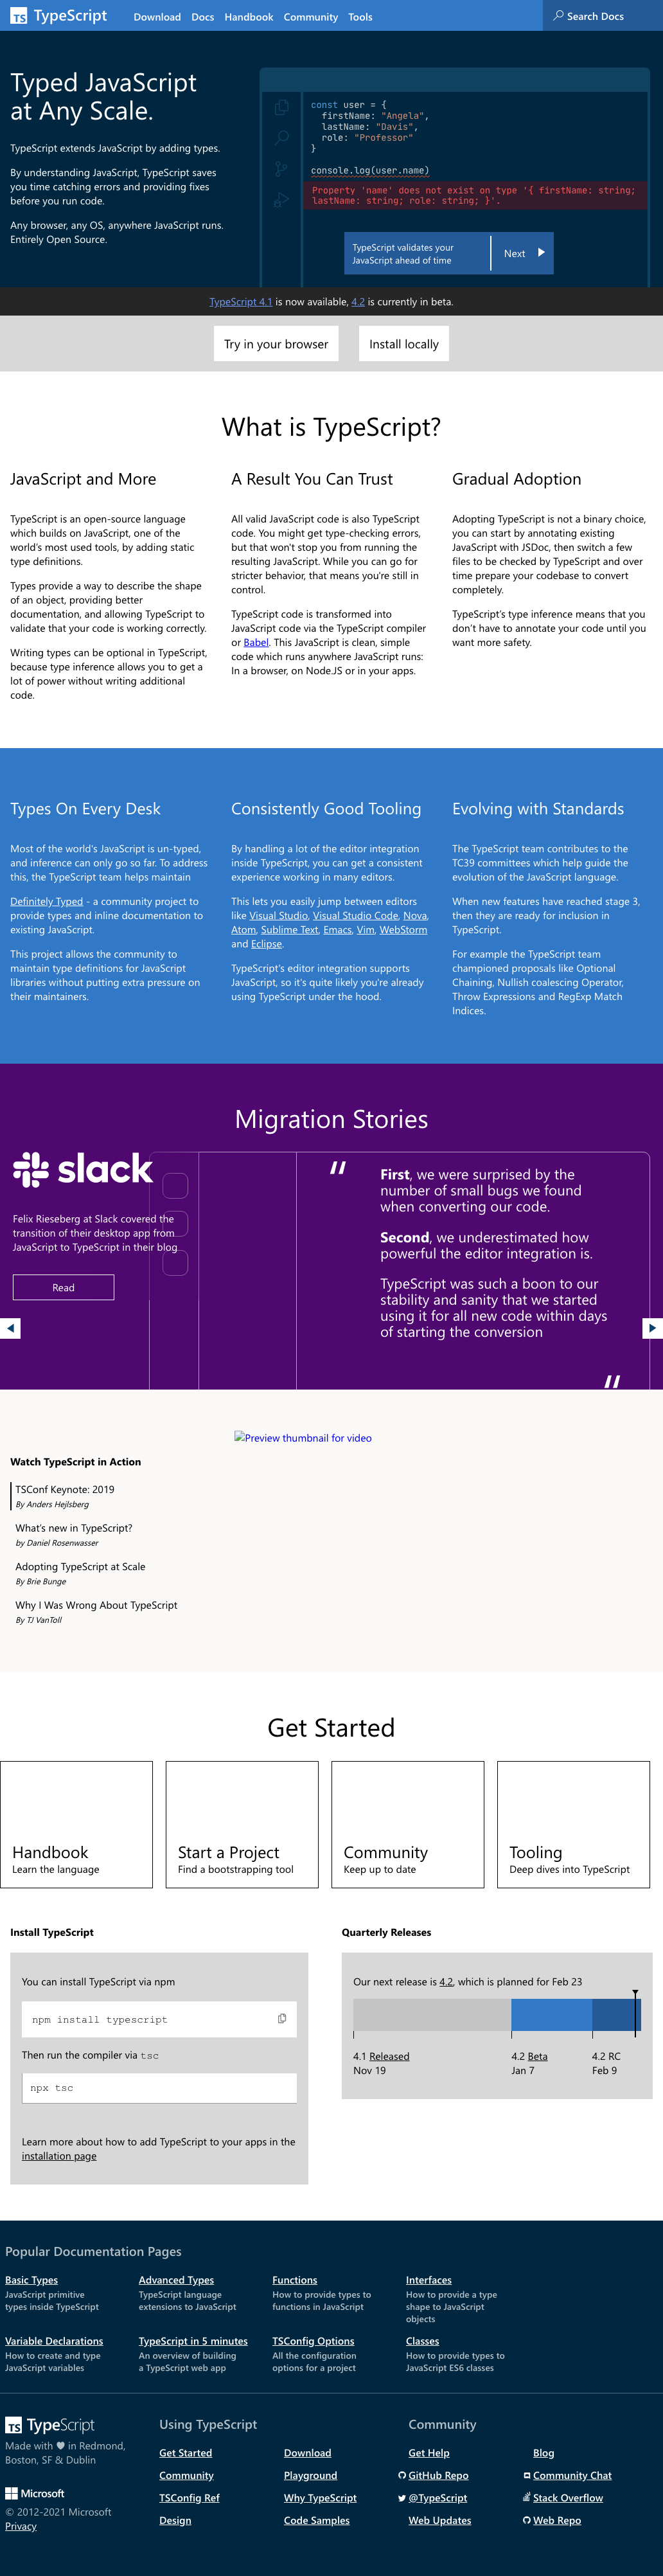 TS TypeScript
Download Docs Handbook Community Tools
Search Docs
Typed JavaScript
at Any Scale.
TypeScript extends JavaScript by adding types.
By understanding JavaScript, TypeScript saves
you time catching errors and providing fixes
before you run code.
Any browser, any OS, anywhere JavaScript runs.
Entirely Open Source.
const user = {
firstName: "Angela",
lastName: "Davis",
role: "Professor"
}
console.log(user.name)
Property 'name' does not exist on type '{ firstName: string;
lastName: string; role: string; }'.
TypeScript validates your
JavaScript ahead of time
Next
TypeScript 4.1 is now available, 4.2 is currently in beta.
Try in your browser
Install locally
What is TypeScript?
JavaScript and More
TypeScript is an open-source language
which builds on JavaScript, one of the
world's most used tools, by adding static
type definitions.
Types provide a way to describe the shape
of an object, providing better
documentation, and allowing TypeScript to
validate that your code is working correctly.
Writing types can be optional in TypeScript,
because type inference allows you to get a
lot of power without writing additional
code.
A Result You Can Trust
All valid JavaScript code is also TypeScript
code. You might get type-checking errors,
but that won't stop you from running the
resulting JavaScript. While you can go for
stricter behavior, that means you're still in
control.
TypeScript code is transformed into
JavaScript code via the TypeScript compiler
or Babel. This JavaScript is clean, simple
code which runs anywhere JavaScript runs:
In a browser, on Node.JS or in your apps.
Gradual Adoption
Adopting TypeScript is not a binary choice,
you can start by annotating existing
JavaScript with JSDoc, then switch a few
files to be checked by TypeScript and over
time prepare your codebase to convert
completely.
TypeScript's type inference means that you
don't have to annotate your code until you
want more safety.
Types On Every Desk
Most of the world's JavaScript is un-typed,
and inference can only go so far. To address
this, the TypeScript team helps maintain
Definitely Typed - a community project to
provide types and inline documentation to
existing JavaScript.
This project allows the community to
maintain type definitions for JavaScript
libraries without putting extra pressure on
their maintainers.
Consistently Good Tooling
By handling a lot of the editor integration
inside TypeScript, you can get a consistent
experience working in many editors.
This lets you easily jump between editors
like Visual Studio, Visual Studio Code, Nova,
Atom, Sublime Text, Emacs, Vim, WebStorm
and Eclipse.
TypeScript's editor integration supports
JavaScript, so it's quite likely you're already
using TypeScript under the hood.
Evolving with Standards
The TypeScript team contributes to the
TC39 committees which help guide the
evolution of the JavaScript language.
When new features have reached stage 3,
then they are ready for inclusion in
TypeScript.
For example the TypeScript team
championed proposals like Optional
Chaining, Nullish coalescing Operator,
Throw Expressions and RegExp Match
Indices.
Migration Stories
slack
Felix Rieseberg at Slack covered the
transition of their desktop app from
JavaScript to TypeScript in their blog
Read
"
First, we were surprised by the
number of small bugs we found
when converting our code.
Second, we underestimated how
powerful the editor integration is.
TypeScript was such a boon to our
stability and sanity that we started
using it for all new code within days
of starting the conversion
"
Preview thumbnail for video
Watch TypeScript in Action
TSConf Keynote: 2019
By Anders Hejlsberg
What's new in TypeScript?
by Daniel Rosenwasser
Adopting TypeScript at Scale
By Brie Bunge
Why I Was Wrong About TypeScript
By TJ VanToll
Get Started
Handbook
Learn the language
Start a Project
Find a bootstrapping tool
Community
Keep up to date
Tooling
Deep dives into TypeScript
Install TypeScript
You can install TypeScript via npm
npm install typescript
Then run the compiler via tsc
npx tsc
Learn more about how to add TypeScript to your apps in the
installation page
Quarterly Releases
Our next release is 4.2, which is planned for Feb 23
4.1 Released
Nov 19
4.2 Beta
Jan 7
4.2 RC
Feb 9
Popular Documentation Pages
Basic Types
JavaScript primitive
types inside TypeScript
Advanced Types
TypeScript language
extensions to JavaScript
Functions
How to provide types to
functions in JavaScript
Interfaces
How to provide a type
shape to JavaScript
objects
Variable Declarations
How to create and type
JavaScript variables
TypeScript in 5 minutes
An overview of building
a TypeScript web app
TSConfig Options
All the configuration
options for a project
Classes
How to provide types to
JavaScript ES6 classes
TS TypeScript
Made with ♥ in Redmond,
Boston, SF & Dublin
Microsoft
© 2012-2021 Microsoft
Privacy
Using TypeScript
Get Started
Download
Community
Playground
TSConfig Ref
Why TypeScript
Design
Code Samples
Community
Get Help
Blog
GitHub Repo
Community Chat
@TypeScript
Stack Overflow
Web Updates
Web Repo